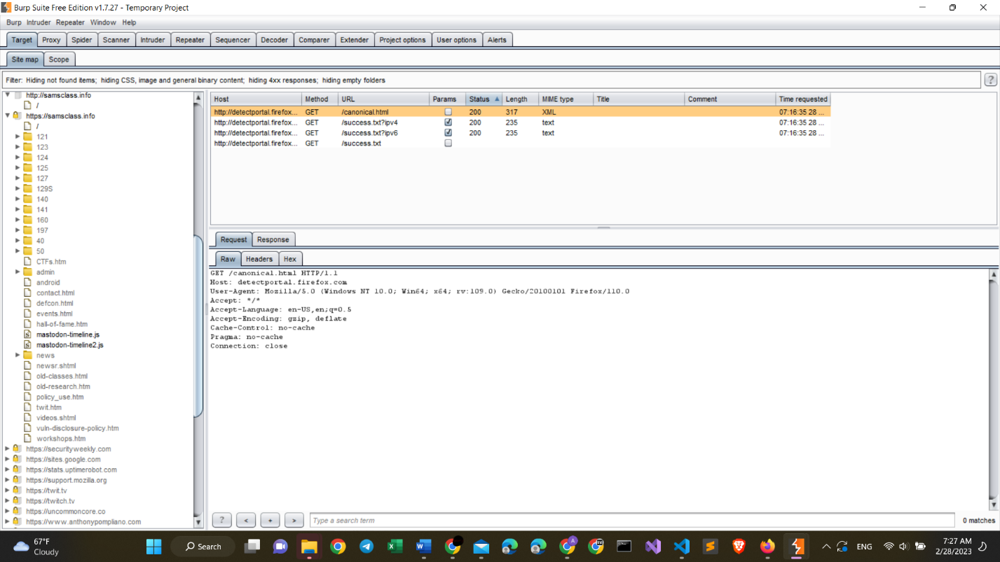 Burp Suite Free Edition v1.7.27 - Temporary Project
Burp Intruder Repeater Window Help
Target Proxy Spider Scanner Intruder Repeater Sequencer Decoder Comparer Extender Project options User options Alerts
Site map Scope
Filter: Hiding not found items; hiding CSS, image and general binary content; hiding 4xx responses; hiding empty folders ?
http://samsclass.info
/
https://samsclass.info
/
121
123
124
125
127
129S
140
141
160
197
40
50
CTFs.htm
admin
android
contact.html
defcon.html
events.html
hall-of-fame.htm
mastodon-timeline.js
mastodon-timeline2.js
news
newsr.shtml
old-classes.html
old-research.htm
policy_use.htm
twit.htm
videos.shtml
vuln-disclosure-policy.htm
workshops.htm
https://securityweekly.com
https://sites.google.com
https://stats.uptimerobot.com
https://support.mozilla.org
https://twit.tv
https://twitch.tv
https://uncommoncore.co
https://www.anthonypompliano.com
Host Method URL Params Status Length MIME type Title Comment Time requested
http://detectportal.firefox... GET /canonical.html 200 317 XML 07:16:35 28 ...
http://detectportal.firefox... GET /success.txt?ipv4 200 235 text 07:16:35 28 ...
http://detectportal.firefox... GET /success.txt?ipv6 200 235 text 07:16:35 28 ...
http://detectportal.firefox... GET /success.txt
Request Response
Raw Headers Hex
GET /canonical.html HTTP/1.1
Host: detectportal.firefox.com
User-Agent: Mozilla/5.0 (Windows NT 10.0; Win64; x64; rv:109.0) Gecko/20100101 Firefox/110.0
Accept: */*
Accept-Language: en-US,en;q=0.5
Accept-Encoding: gzip, deflate
Cache-Control: no-cache
Pragma: no-cache
Connection: close
? < + > Type a search term 0 matches
67°F
Cloudy
Search
ENG
7:27 AM
2/28/2023